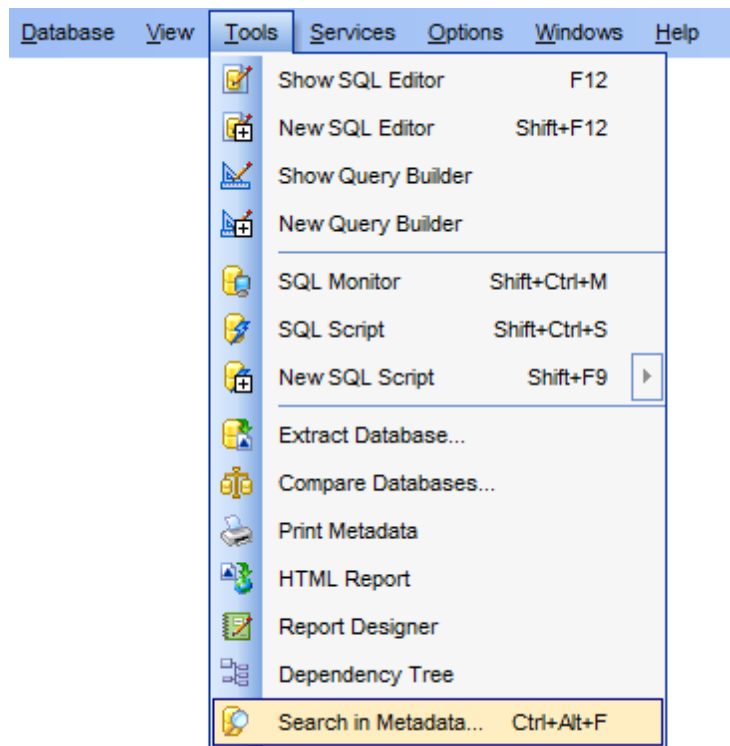 Database View Tools Services Options Windows Help
Show SQL Editor F12
New SQL Editor Shift+F12
Show Query Builder
New Query Builder
SQL Monitor Shift+Ctrl+M
SQL Script Shift+Ctrl+S
New SQL Script Shift+F9
Extract Database...
Compare Databases...
Print Metadata
HTML Report
Report Designer
Dependency Tree
Search in Metadata... Ctrl+Alt+F